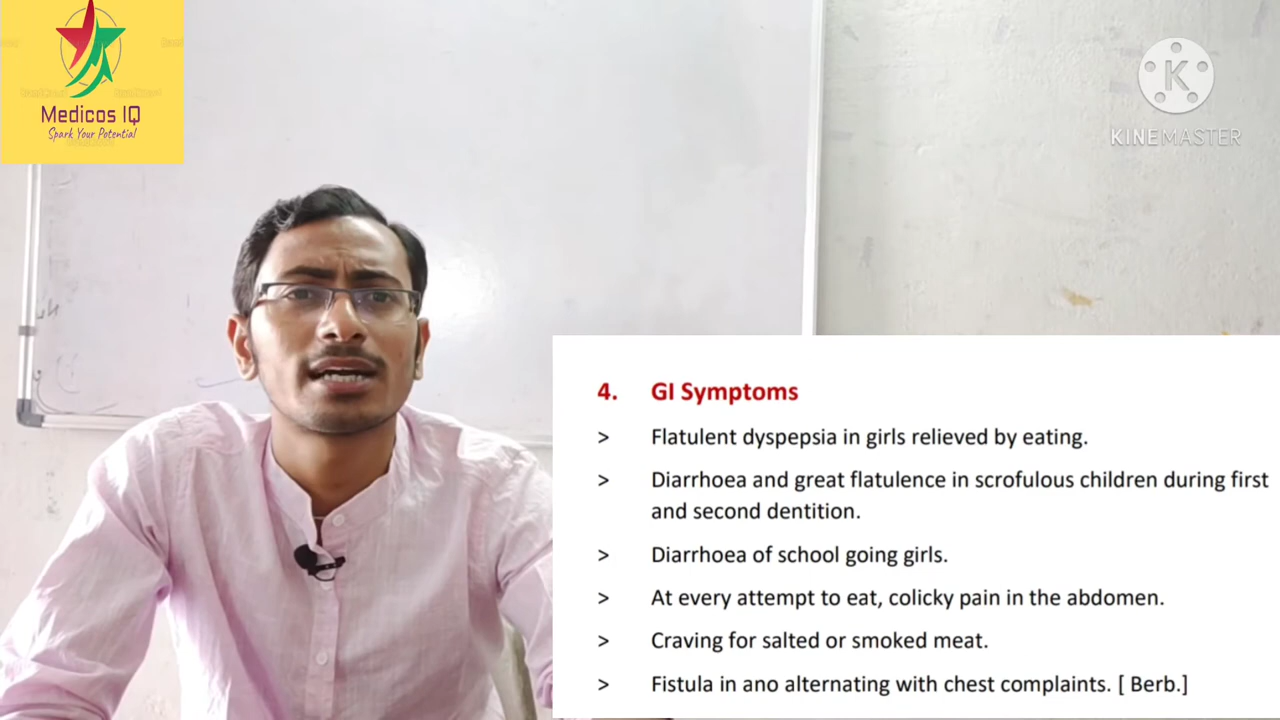 Medicos IQ
Spark Your Potential
K
KINEMASTER
4. GI Symptoms
> Flatulent dyspepsia in girls relieved by eating.
> Diarrhoea and great flatulence in scrofulous children during first
and second dentition.
> Diarrhoea of school going girls.
> At every attempt to eat, colicky pain in the abdomen.
> Craving for salted or smoked meat.
> Fistula in ano alternating with chest complaints. [ Berb.]